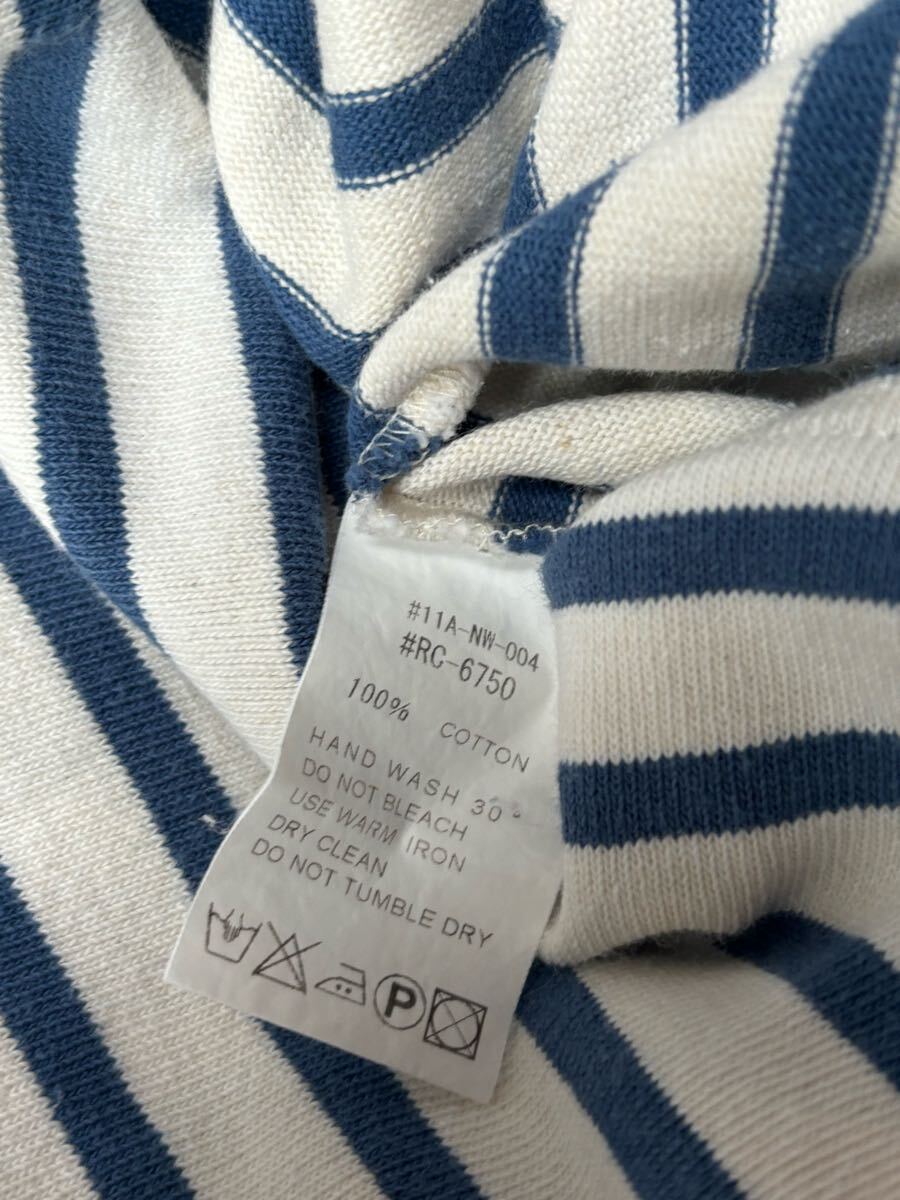 #11A-NW-004
#RC-6750
100% COTTON
HAND WASH 30°
DO NOT BLEACH
USE WARM IRON
DRY CLEAN
DO NOT TUMBLE DRY
P